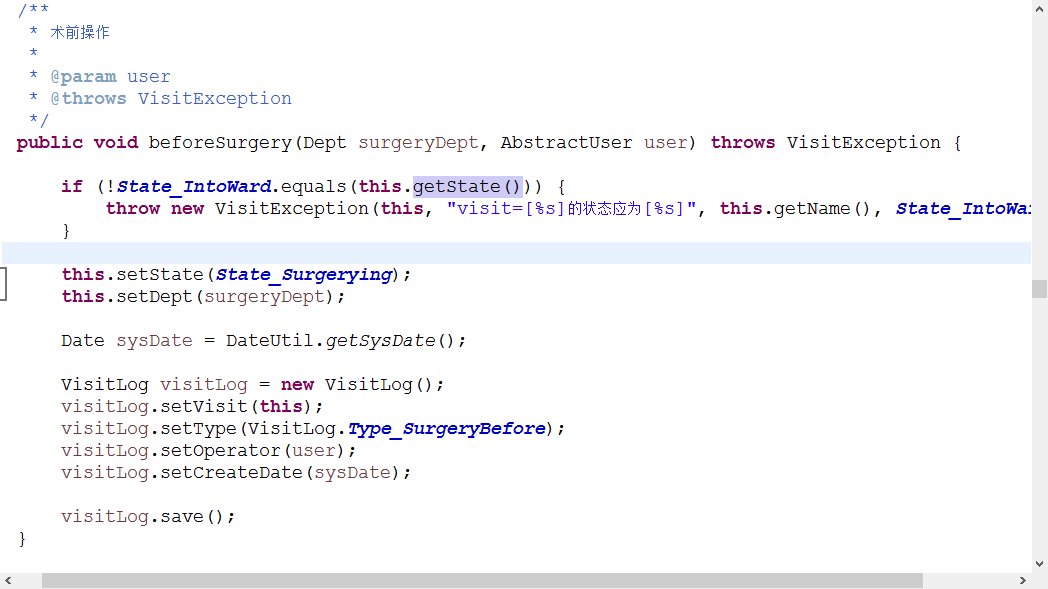 /**
* 术前操作
*
* @param user
* @throws VisitException
*/
public void beforeSurgery(Dept surgeryDept, AbstractUser user) throws VisitException {
if (!State_IntoWard.equals(this.getState())) {
throw new VisitException(this, "visit=[%s]的状态应为[%s]", this.getName(), State_IntoWar
}
this.setState(State_Surgerying);
this.setDept(surgeryDept);
Date sysDate = DateUtil.getSysDate();
VisitLog visitLog = new VisitLog();
visitLog.setVisit(this);
visitLog.setType(VisitLog.Type_SurgeryBefore);
visitLog.setOperator(user);
visitLog.setCreateDate(sysDate);
visitLog.save();
}